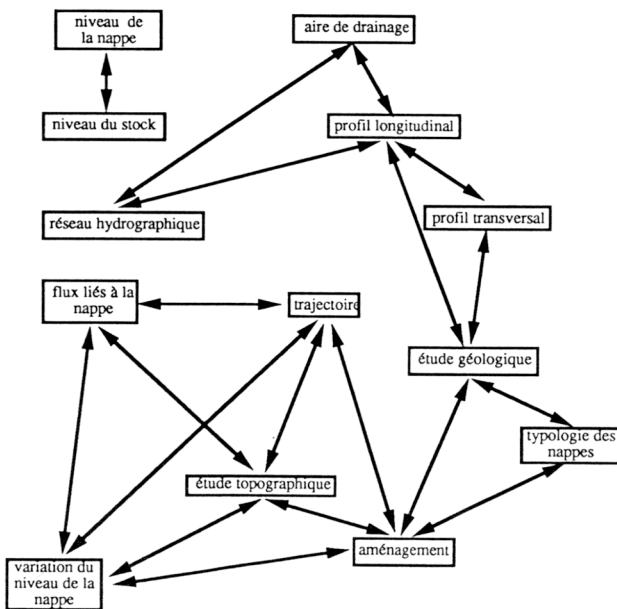 niveau de
la nappe
aire de drainage
niveau du stock
profil longitudinal
réseau hydrographique
profil transversal
flux liés à la
nappe
trajectoire
étude géologique
typologie des
nappes
étude topographique
aménagement
variation du
niveau de la
nappe